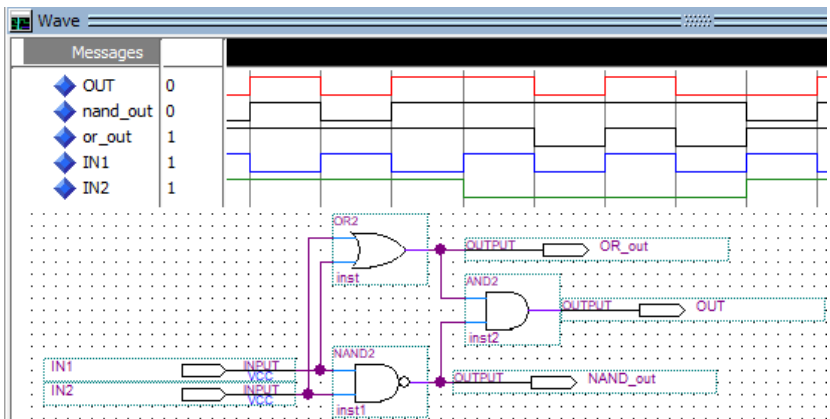 Wave
Messages
OUT 0
nand_out 0
or_out 1
IN1 1
IN2 1
OR2
OUTPUT OR_out
inst
AND2
OUTPUT OUT
inst2
NAND2
IN1 INPUT
VCC
OUTPUT NAND_out
IN2 INPUT
VCC
inst1